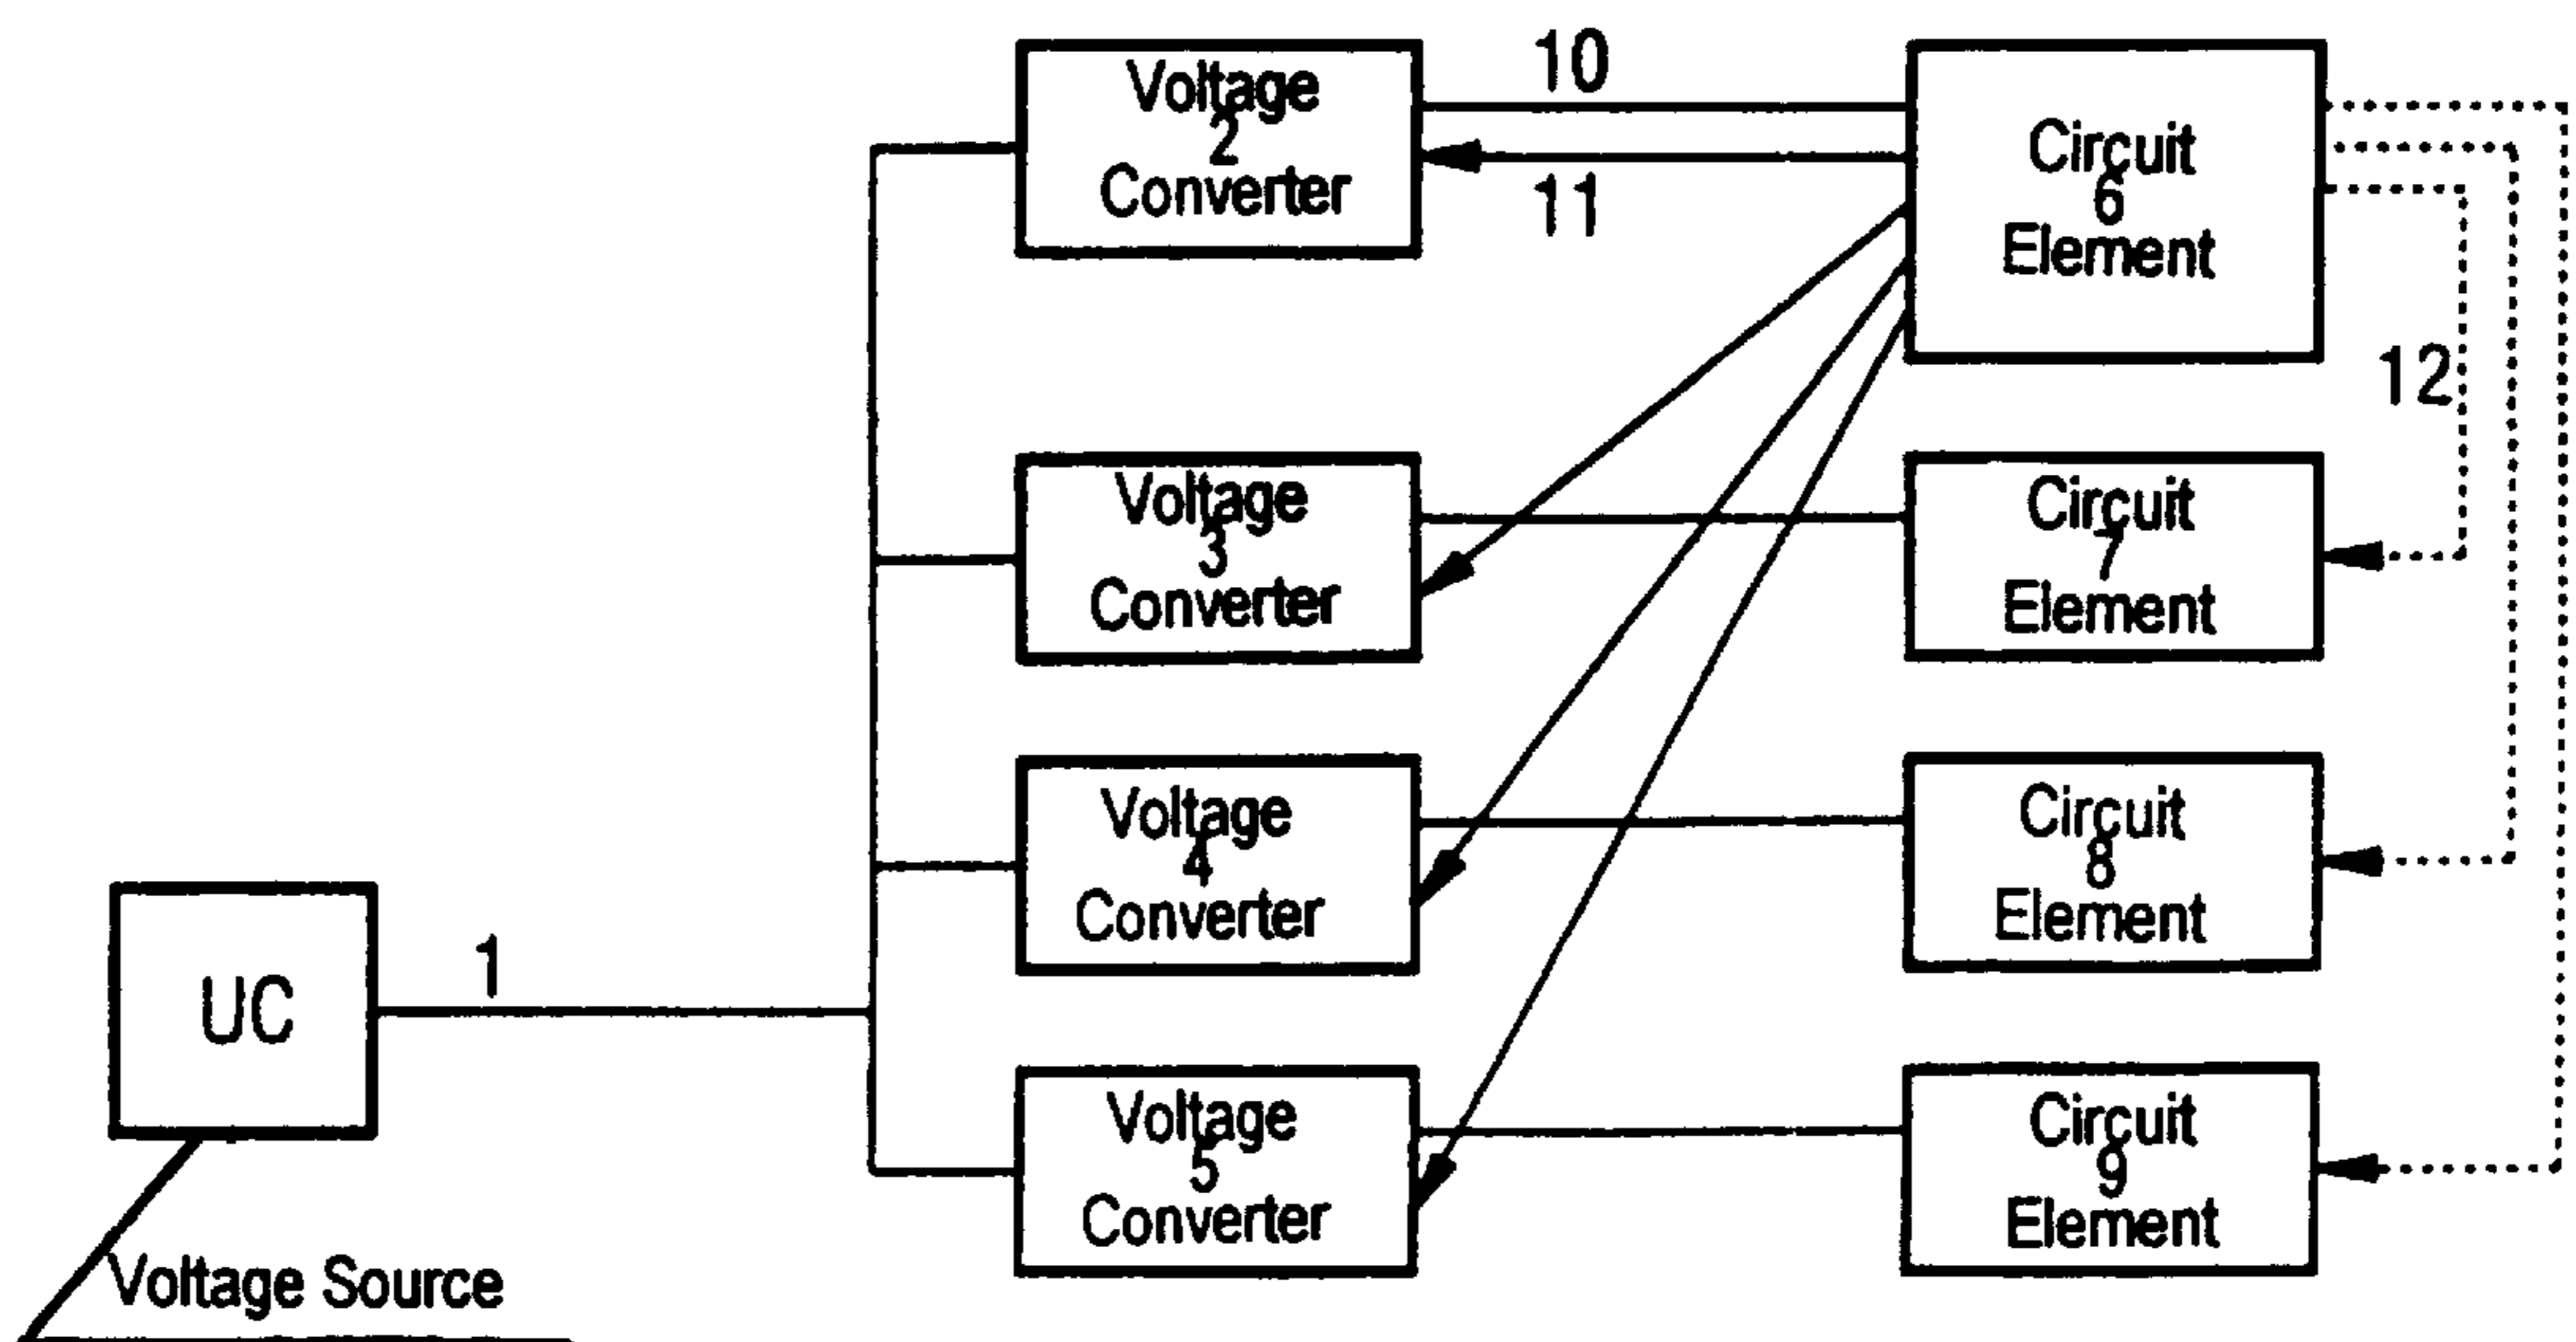 10
Voltage
2
Converter
11
Circuit
6
Element
12
Voltage
3
Converter
Circuit
7
Element
Voltage
4
Converter
Circuit
8
Element
UC
1
Voltage
5
Converter
Circuit
9
Element
Voltage Source